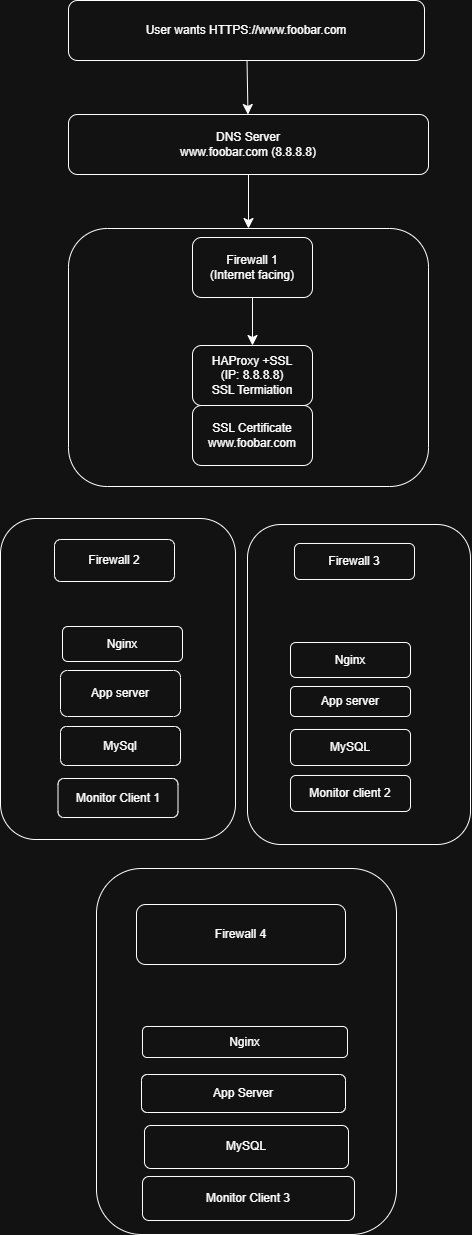 User wants HTTPS://www.foobar.com
DNS Server
www.foobar.com (8.8.8.8)
Firewall 1
(Internet facing)
HAProxy +SSL
(IP: 8.8.8.8)
SSL Termiation
SSL Certificate
www.foobar.com
Firewall 2
Nginx
App server
MySql
Monitor Client 1
Firewall 3
Nginx
App server
MySQL
Monitor client 2
Firewall 4
Nginx
App Server
MySQL
Monitor Client 3